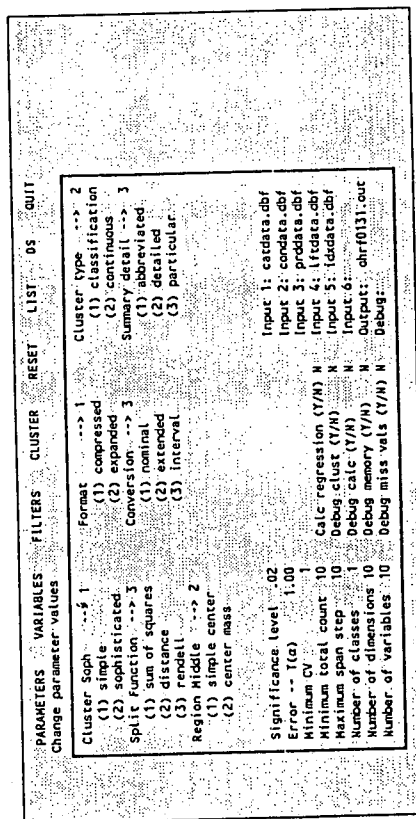 PARAMETERS VARIABLES FILTERS CLUSTER RESET LIST DS QUIT
Change parameter values
Cluster Soph --> 1 Format --> 1 Cluster type --> 2
(1) simple (1) compressed (1) classification
(2) sophisticated (2) expanded (2) continuous
Split Function --> 3 Conversion --> 3 Summary detail --> 3
(1) sum of squares (1) nominal (1) abbreviated
(2) distance (2) extended (2) detailed
(3) rendell (3) interval (3) particular
Region Middle --> 2
(1) simple center
(2) center mass
Significance level .02 Input 1: catdata.dbf
Error -- T(α) 1.00 Input 2: condata.dbf
Minimum CV 1 Input 3: prddata.dbf
Minimum total count 10 Calc regression (Y/N) N Input 4: lftdata.dbf
Maximum span step 10 Debug clust (Y/N) N Input 5: idxdata.dbf
Number of classes 1 Debug calc (Y/N) N Input 6:
Number of dimensions 10 Debug memory (Y/N) N Output: ohrf0131.out
Number of variables 10 Debug miss vals (Y/N) N Debug: